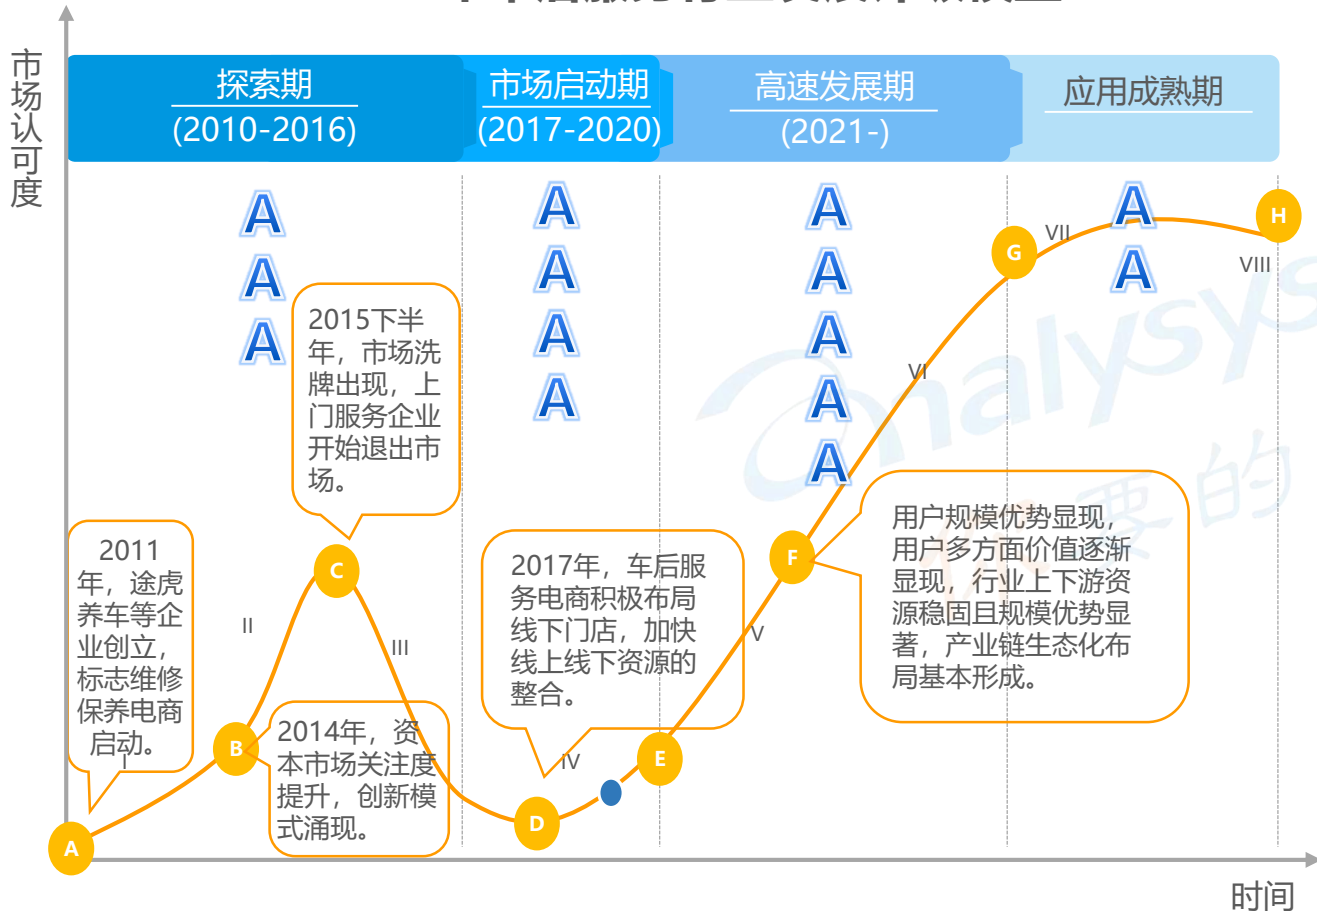 市场认可度
探索期
(2010-2016)
市场启动期
(2017-2020)
高速发展期
(2021-)
应用成熟期
A
A
A
A
A
A
A
A
A
A
A
A
A
A
2015下半
年，市场洗
牌出现，上
门服务企业
开始退出市
场。
2011
年，途虎
养车等企
业创立，
标志维修
保养电商
启动。
2014年，资
本市场关注度
提升，创新模
式涌现。
2017年，车后服
务电商积极布局
线下门店，加快
线上线下资源的
整合。
用户规模优势显现，
用户多方面价值逐渐
显现，行业上下游资
源稳固且规模优势显
著，产业链生态化布
局基本形成。
A
I
B
II
C
III
D
IV
E
V
F
VI
G
VII
H
VIII
nalysys
你要的
时间